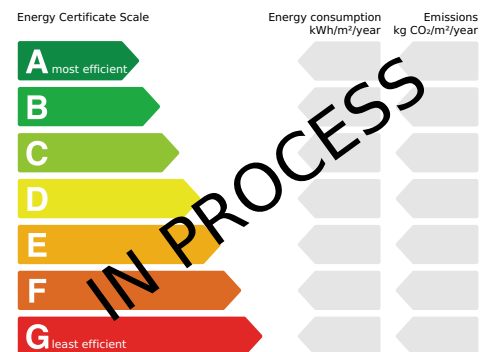 Energy Certificate Scale
Energy consumption
kWh/m²/year
Emissions
kg CO₂/m²/year
A most efficient
B
C
D
E
F
G least efficient
IN PROCESS